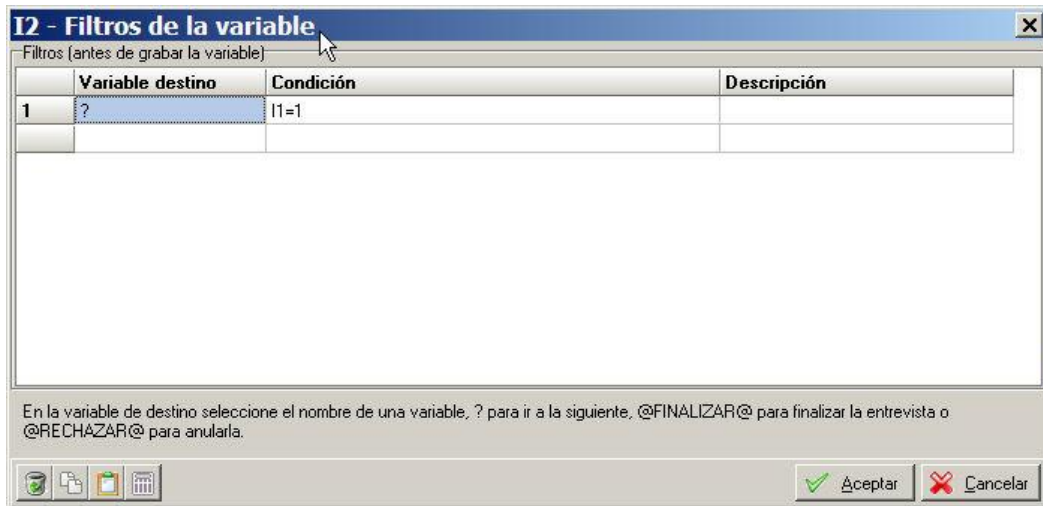 I2 - Filtros de la variable
Filtros (antes de grabar la variable)
Variable destino Condición Descripción
1 ? I1=1
En la variable de destino seleccione el nombre de una variable, ? para ir a la siguiente, @FINALIZAR@ para finalizar la entrevista o
@RECHAZAR@ para anularla.
Aceptar Cancelar